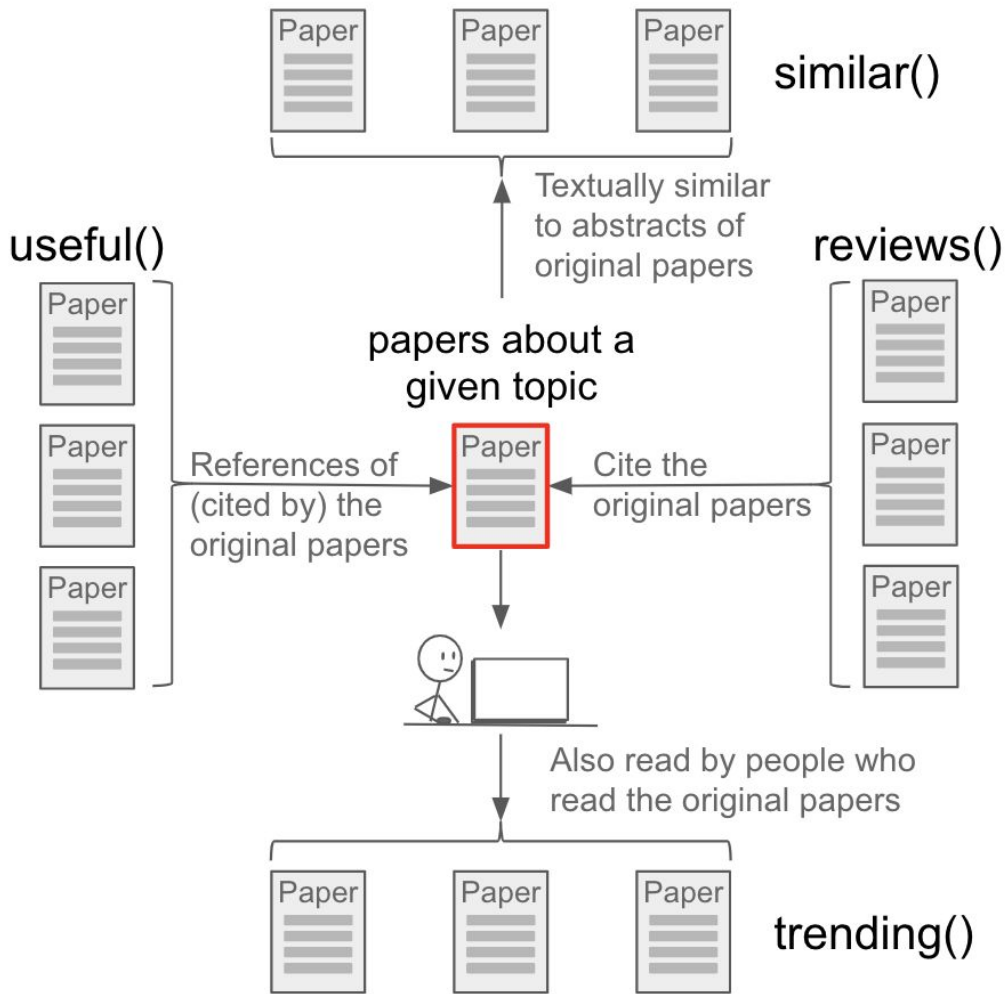 Paper
Paper
Paper
similar()
Textually similar
to abstracts of
original papers
useful()
Paper
Paper
Paper
References of
(cited by) the
original papers
papers about a
given topic
Paper
reviews()
Cite the
original papers
Paper
Paper
Paper
Also read by people who
read the original papers
Paper
Paper
Paper
trending()